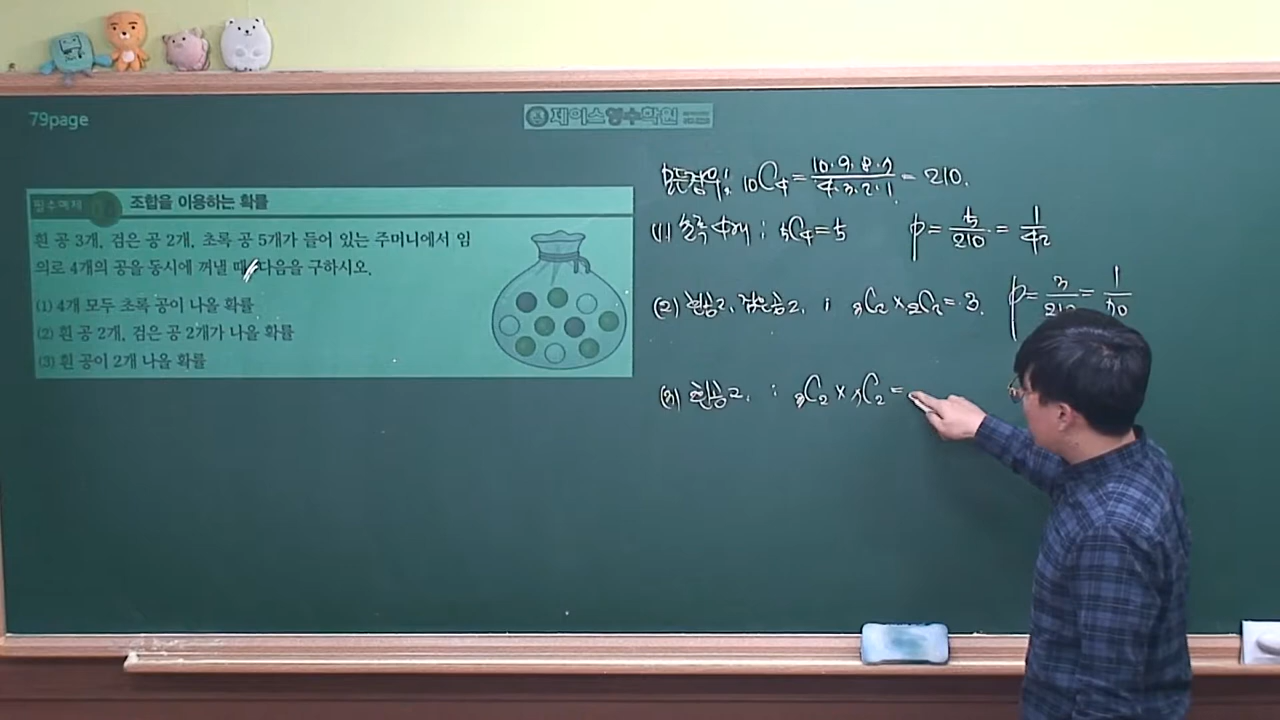 79page
제이스영수학원
필수예제
조합을 이용하는 확률
흰 공 3개, 검은 공 2개, 초록 공 5개가 들어 있는 주머니에서 임
의로 4개의 공을 동시에 꺼낼 때, 다음을 구하시오.
(1) 4개 모두 초록 공이 나올 확률
(2) 흰 공 2개, 검은 공 2개가 나올 확률
(3) 흰 공이 2개 나올 확률
모든경우; 10C4 = 10·9·8·7 / 4·3·2·1 = 210.
(1) 초록 4개 ; 5C4 = 5 p = 5/210 = 1/42
(2) 흰공2, 검은공2, ; 3C2 × 2C2 = 3. p = 3/210 = 1/70
(3) 흰공2, ; 3C2 × 7C2 =